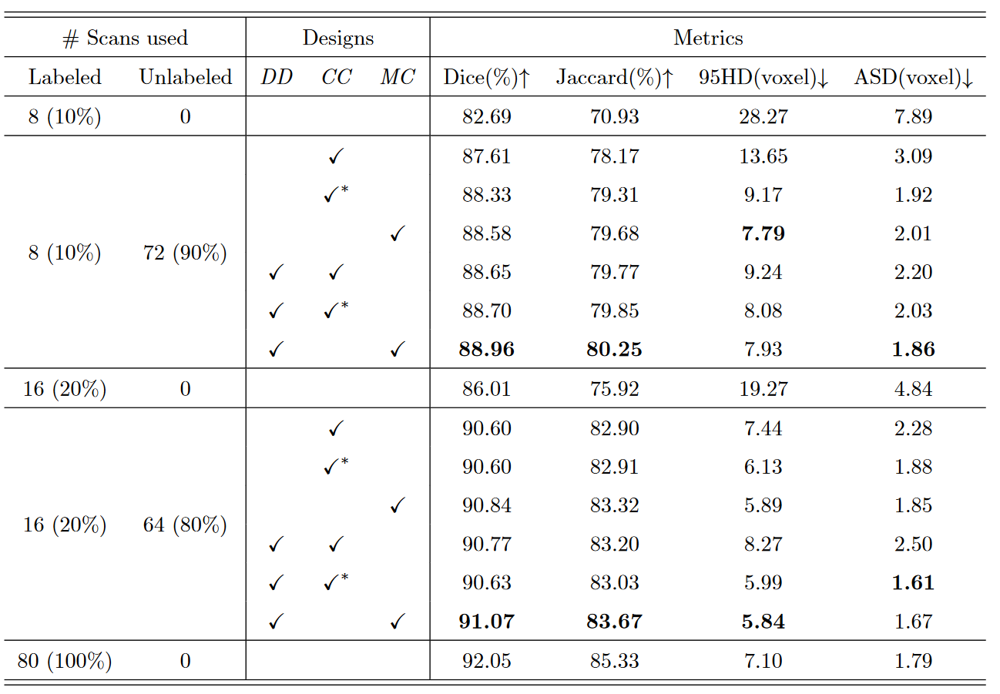 # Scans used Designs Metrics
Labeled Unlabeled DD CC MC Dice(%)↑ Jaccard(%)↑ 95HD(voxel)↓ ASD(voxel)↓
8 (10%) 0 82.69 70.93 28.27 7.89
✓ 87.61 78.17 13.65 3.09
✓* 88.33 79.31 9.17 1.92
✓ 88.58 79.68 7.79 2.01
8 (10%) 72 (90%)
✓ ✓ 88.65 79.77 9.24 2.20
✓ ✓* 88.70 79.85 8.08 2.03
✓ ✓ 88.96 80.25 7.93 1.86
16 (20%) 0 86.01 75.92 19.27 4.84
✓ 90.60 82.90 7.44 2.28
✓* 90.60 82.91 6.13 1.88
✓ 90.84 83.32 5.89 1.85
16 (20%) 64 (80%)
✓ ✓ 90.77 83.20 8.27 2.50
✓ ✓* 90.63 83.03 5.99 1.61
✓ ✓ 91.07 83.67 5.84 1.67
80 (100%) 0 92.05 85.33 7.10 1.79